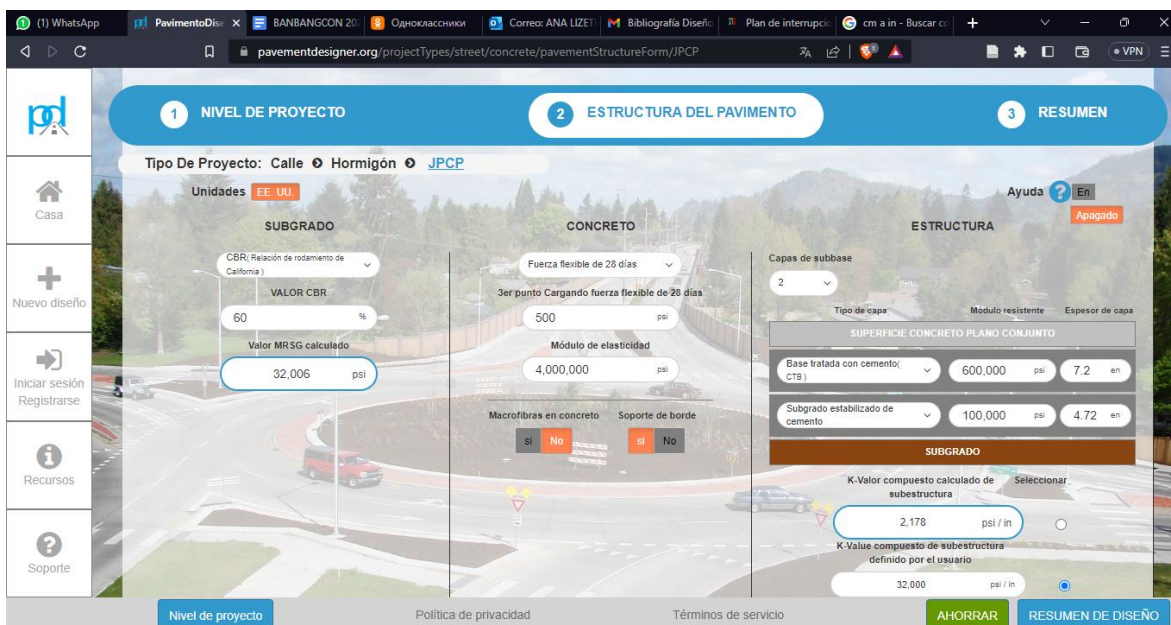 (1) WhatsApp
PavimentoDise
BANBANGCON 20
Одноклассники
Correo: ANA LIZET
Bibliografía Diseño
Plan de interrupcio
cm a in - Buscar co
pavementdesigner.org/projectTypes/street/concrete/pavementStructureForm/JPCP
VPN
pd
1 NIVEL DE PROYECTO
2 ESTRUCTURA DEL PAVIMENTO
3 RESUMEN
Tipo De Proyecto: Calle Hormigón JPCP
Unidades EE. UU.
Ayuda ? En
Apagado
Casa
Nuevo diseño
Iniciar sesión
Registrarse
Recursos
Soporte
SUBGRADO
CBR( Relación de rodamiento de
California )
VALOR CBR
60 %
Valor MRSG calculado
32,006 psi
CONCRETO
Fuerza flexible de 28 días
3er punto Cargando fuerza flexible de 28 días
500 psi
Módulo de elasticidad
4,000,000 psi
Macrofibras en concreto Soporte de borde
si No si No
ESTRUCTURA
Capas de subbase
2
Tipo de capa Módulo resistente Espesor de capa
SUPERFICIE CONCRETO PLANO CONJUNTO
Base tratada con cemento(
CTB )
600,000 psi 7.2 en
Subgrado estabilizado de
cemento
100,000 psi 4.72 en
SUBGRADO
K-Valor compuesto calculado de
subestructura
Seleccionar
2,178 psi / in
K-Value compuesto de subestructura
definido por el usuario
32,000 psi / in
Nivel de proyecto
Política de privacidad
Términos de servicio
AHORRAR
RESUMEN DE DISEÑO